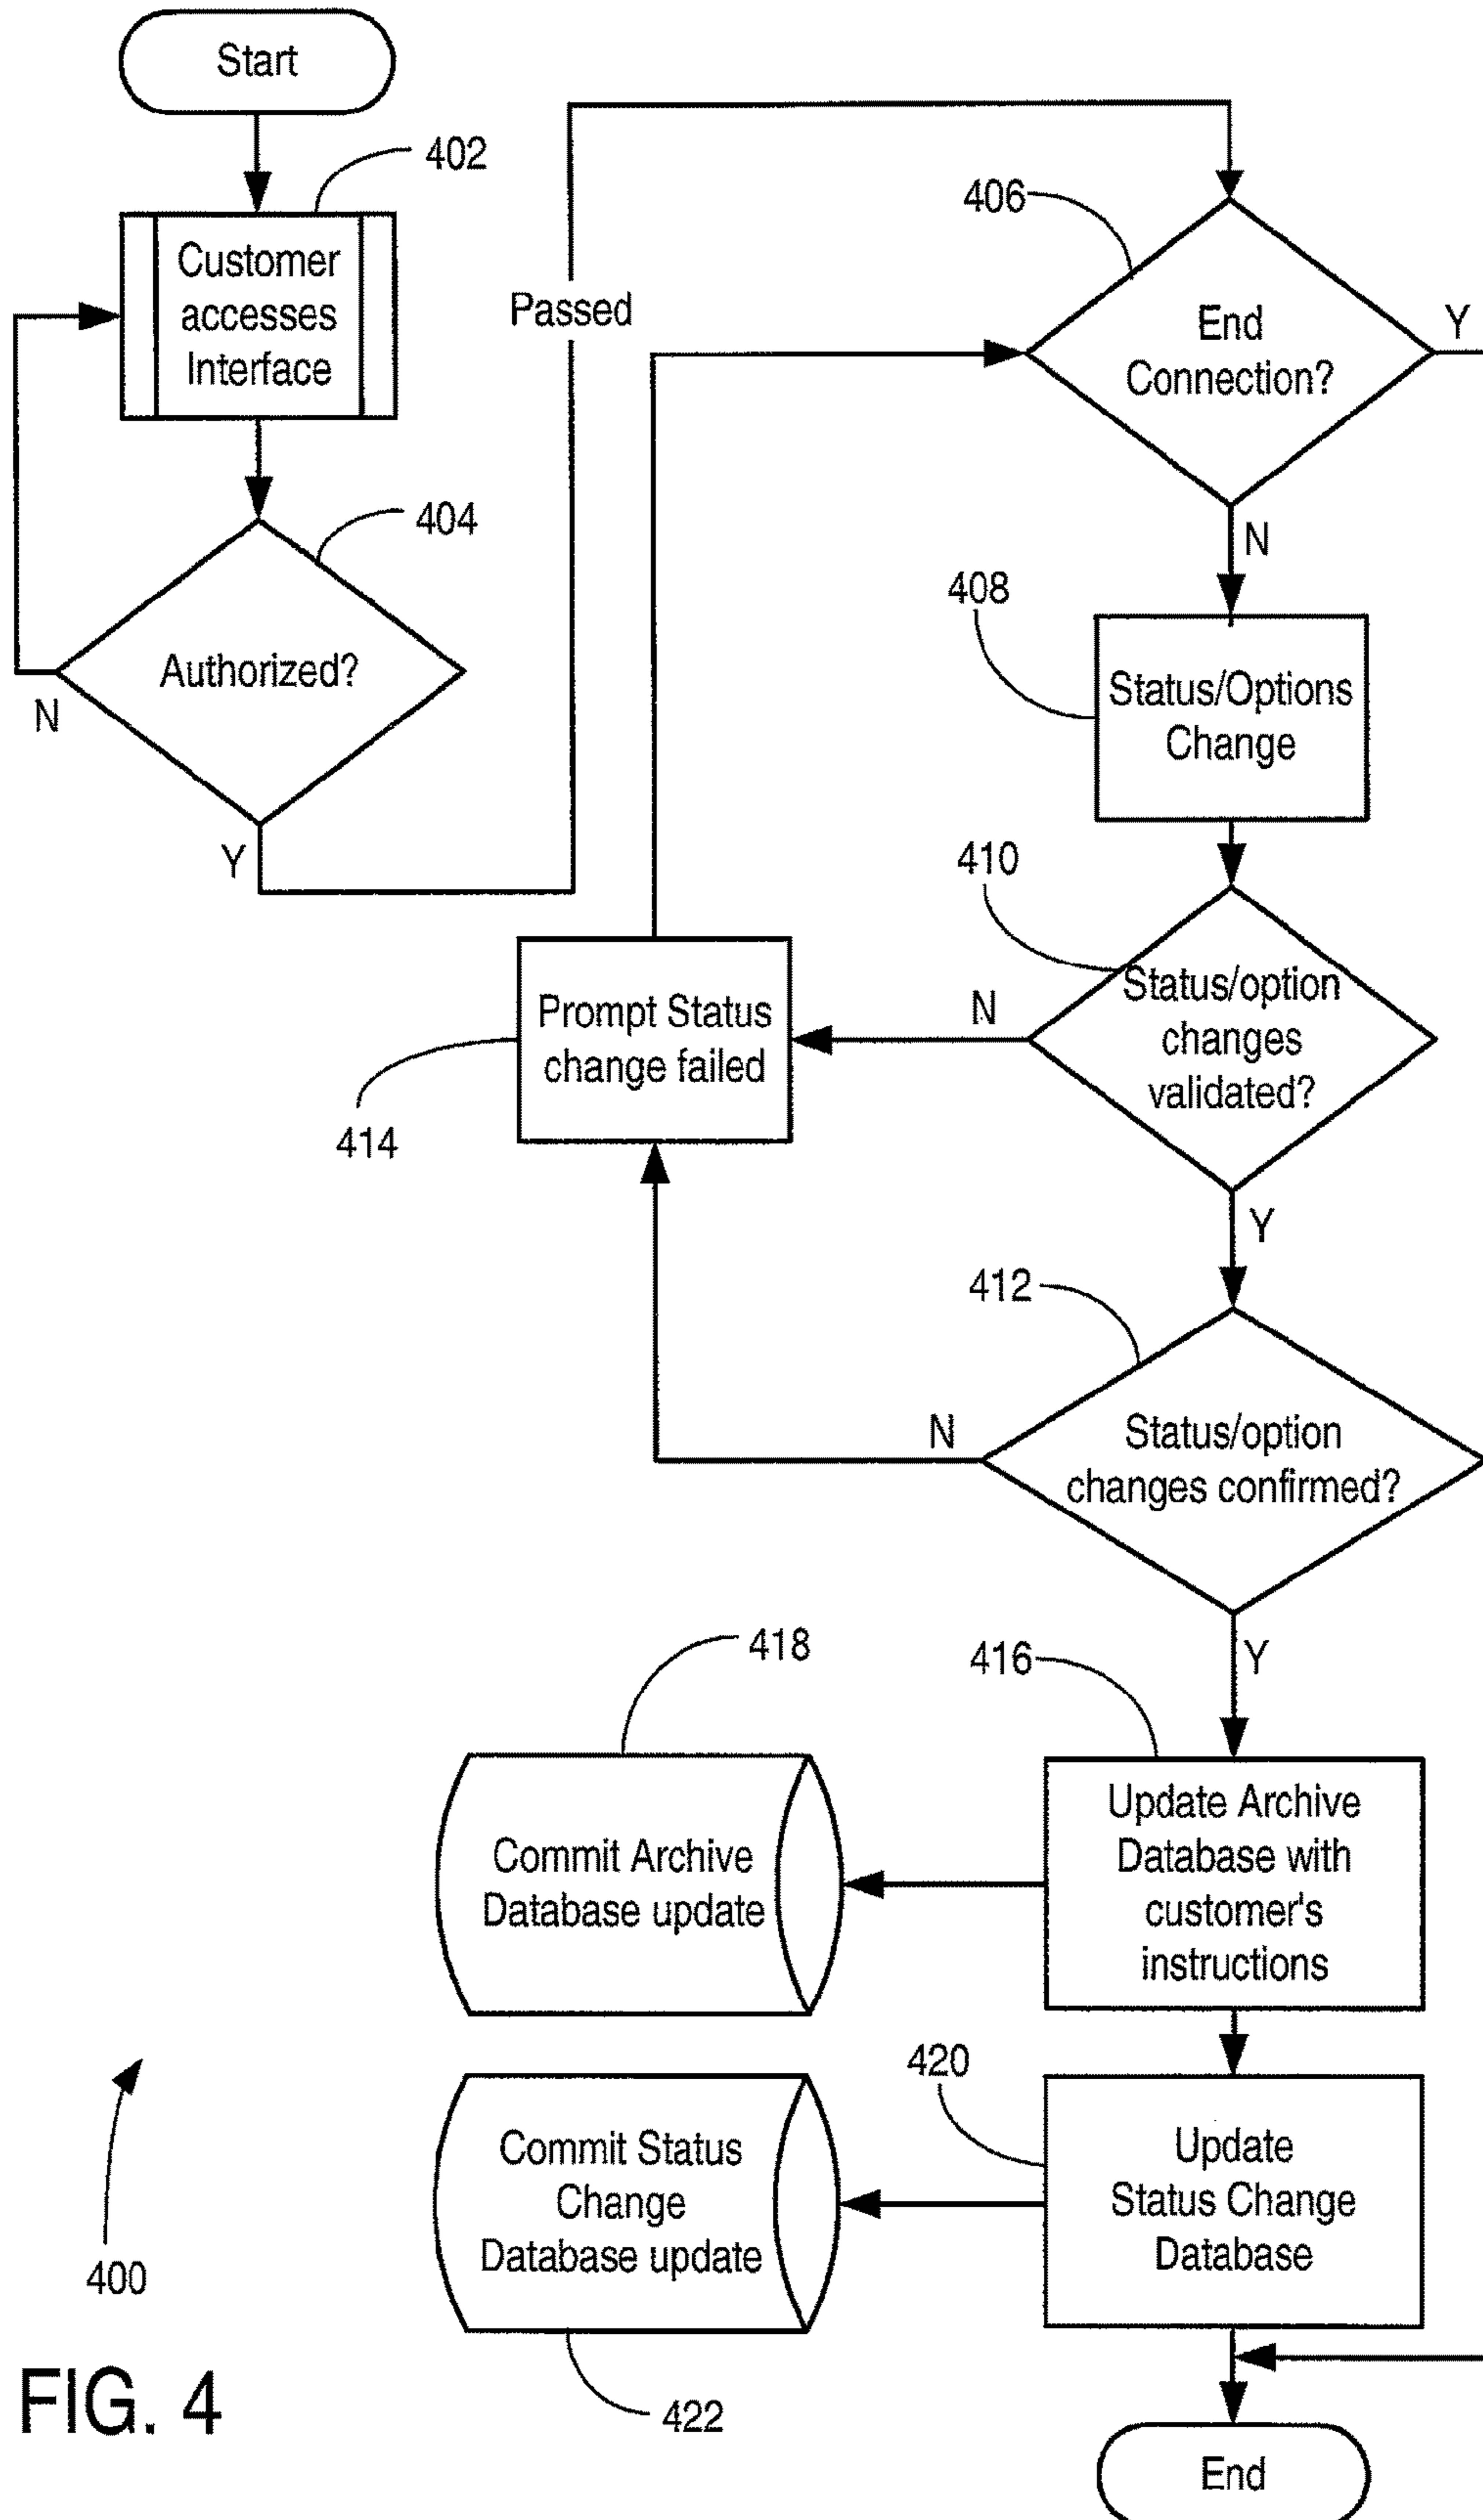 Start
402
Customer
accesses
Interface
404
Authorized?
N
Y
Passed
406
End
Connection?
Y
N
408
Status/Options
Change
410
Status/option
changes
validated?
N
Prompt Status
change failed
414
Y
412
Status/option
changes confirmed?
N
Y
416
Update Archive
Database with
customer's
instructions
418
Commit Archive
Database update
420
Update
Status Change
Database
Commit Status
Change
Database update
422
400
FIG. 4
End